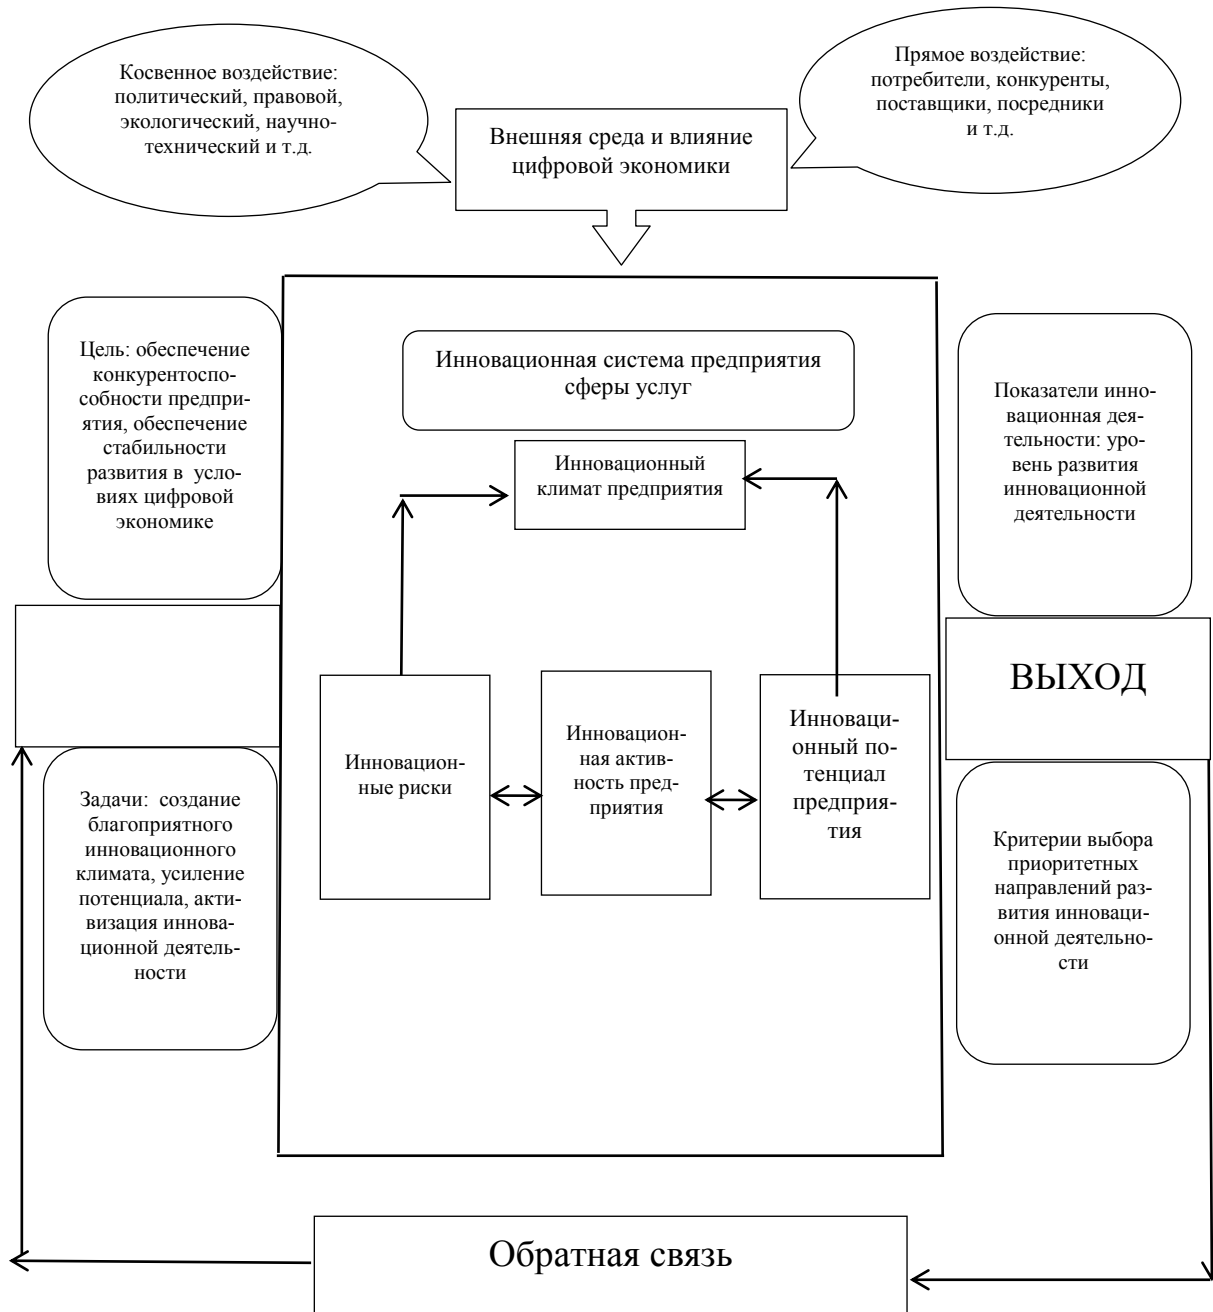 Косвенное воздействие:
политический, правовой,
экологический, научно-
технический и т.д.
Прямое воздействие:
потребители, конкуренты,
поставщики, посредники
и т.д.
Внешняя среда и влияние
цифровой экономики
Цель: обеспечение
конкурентоспо-
собности предпри-
ятия, обеспечение
стабильности
развития в усло-
виях цифровой
экономике
Инновационная система предприятия
сферы услуг
Инновационный
климат предприятия
Показатели инно-
вационная дея-
тельности: уро-
вень развития
инновационной
деятельности
ВЫХОД
Инновацион-
ные риски
Инновацион-
ная актив-
ность пред-
приятия
Инноваци-
онный по-
тенциал
предприя-
тия
Задачи: создание
благоприятного
инновационного
климата, усиление
потенциала, акти-
визация иннова-
ционной деятель-
ности
Критерии выбора
приоритетных
направлений раз-
вития инноваци-
онной деятельно-
сти
Обратная связь